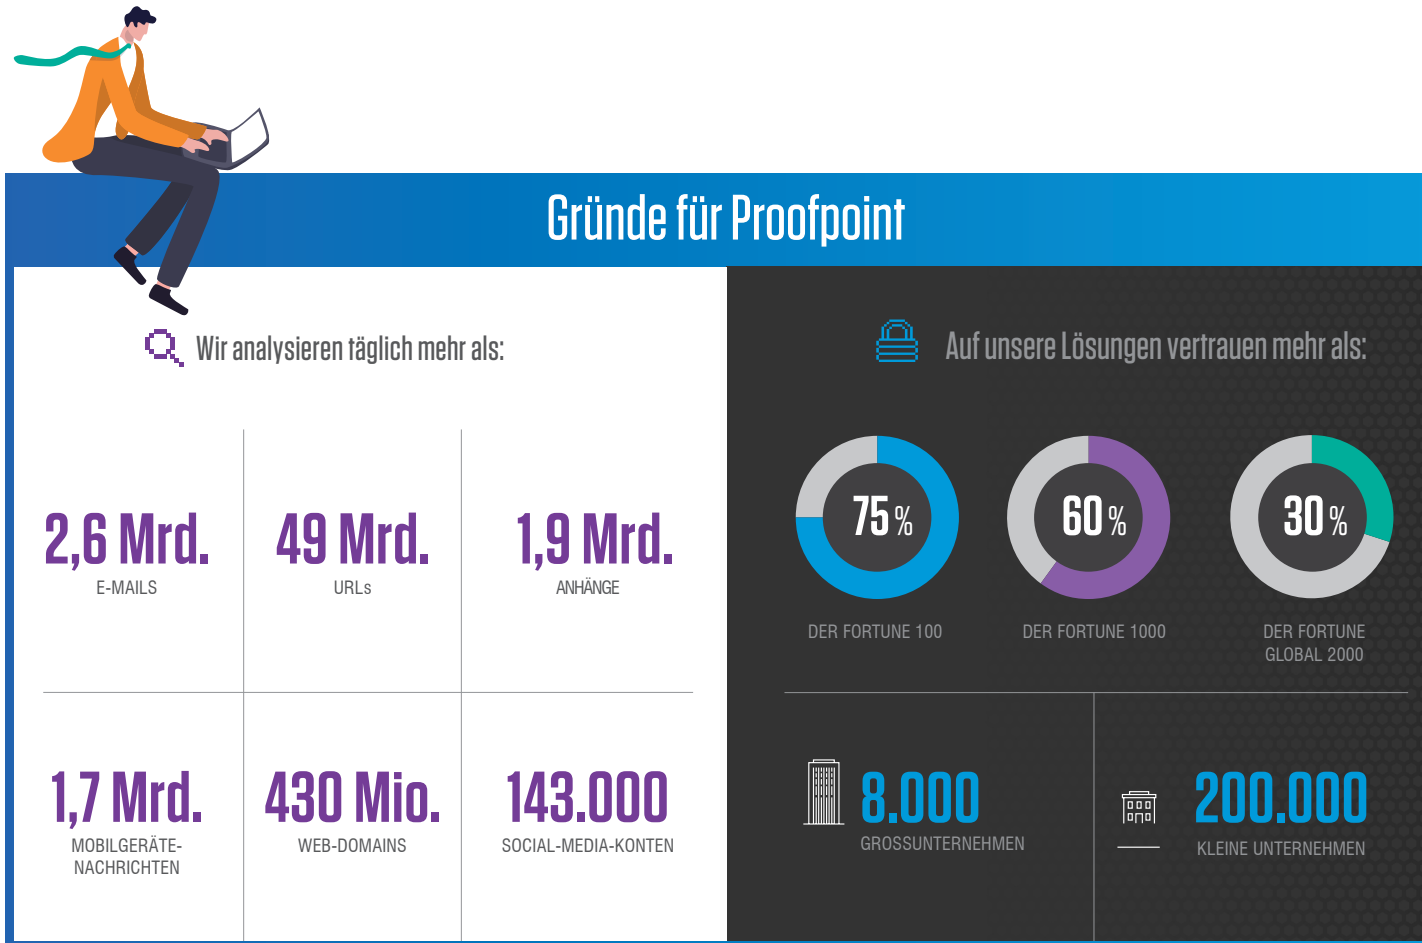 Gründe für Proofpoint
Wir analysieren täglich mehr als:
2,6 Mrd.
E-MAILS
49 Mrd.
URLs
1,9 Mrd.
ANHÄNGE
1,7 Mrd.
MOBILGERÄTE-
NACHRICHTEN
430 Mio.
WEB-DOMAINS
143.000
SOCIAL-MEDIA-KONTEN
Auf unsere Lösungen vertrauen mehr als:
75 %
DER FORTUNE 100
60 %
DER FORTUNE 1000
30 %
DER FORTUNE
GLOBAL 2000
8.000
GROSSUNTERNEHMEN
200.000
KLEINE UNTERNEHMEN